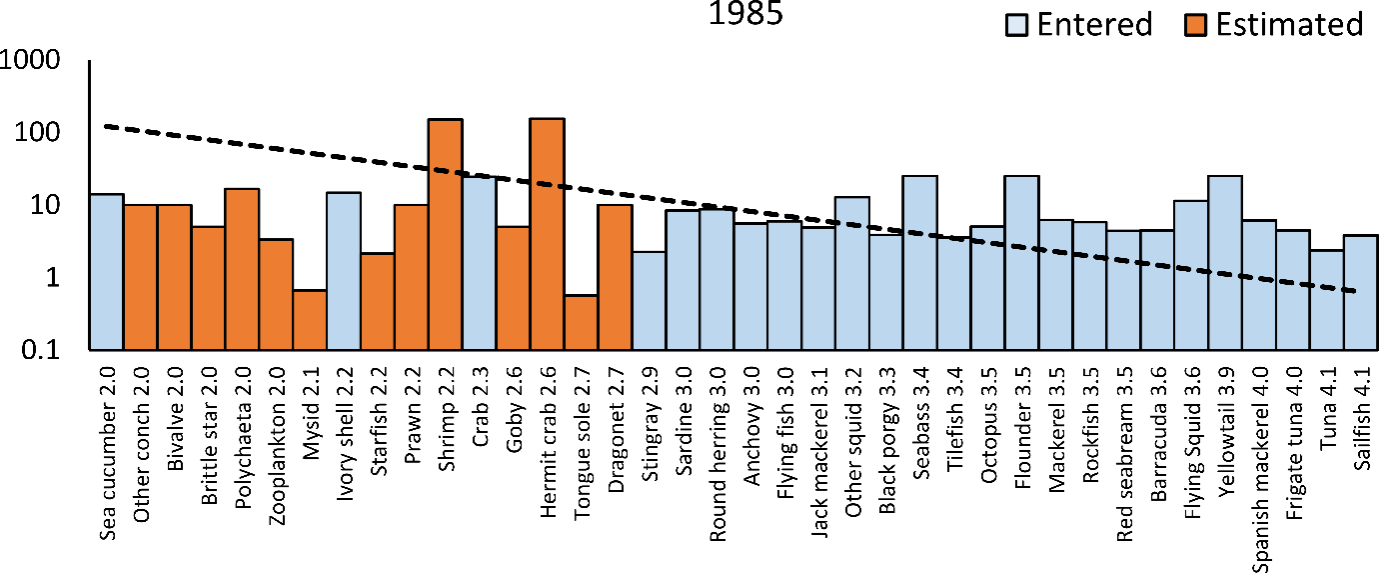 1985
Entered
Estimated
1000
100
10
1
0.1
Sea cucumber 2.0
Other conch 2.0
Bivalve 2.0
Brittle star 2.0
Polychaeta 2.0
Zooplankton 2.0
Mysid 2.1
Ivory shell 2.2
Starfish 2.2
Prawn 2.2
Shrimp 2.2
Crab 2.3
Goby 2.6
Hermit crab 2.6
Tongue sole 2.7
Dragonet 2.7
Stingray 2.9
Sardine 3.0
Round herring 3.0
Anchovy 3.0
Flying fish 3.0
Jack mackerel 3.1
Other squid 3.2
Black porgy 3.3
Seabass 3.4
Tilefish 3.4
Octopus 3.5
Flounder 3.5
Mackerel 3.5
Rockfish 3.5
Red seabream 3.5
Barracuda 3.6
Flying Squid 3.6
Yellowtail 3.9
Spanish mackerel 4.0
Frigate tuna 4.0
Tuna 4.1
Sailfish 4.1